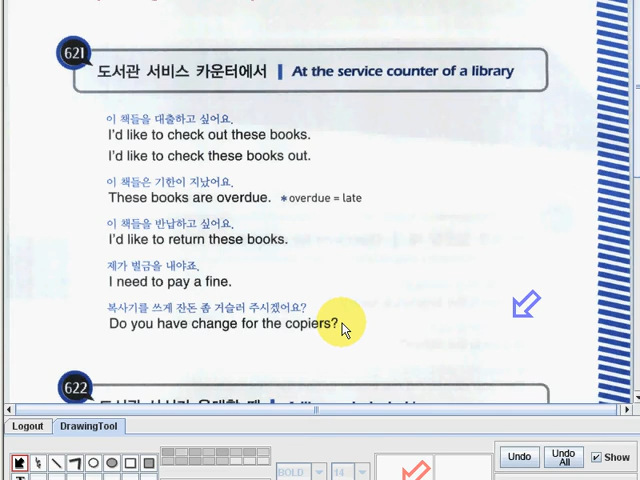 621
도서관 서비스 카운터에서 | At the service counter of a library
이 책들을 대출하고 싶어요.
I'd like to check out these books.
I'd like to check these books out.
이 책들은 기한이 지났어요.
These books are overdue. *overdue = late
이 책들을 반납하고 싶어요.
I'd like to return these books.
제가 벌금을 내야죠.
I need to pay a fine.
복사기를 쓰게 잔돈 좀 거슬러 주시겠어요?
Do you have change for the copiers?
622
Logout DrawingTool
BOLD 14
Undo Undo All Show